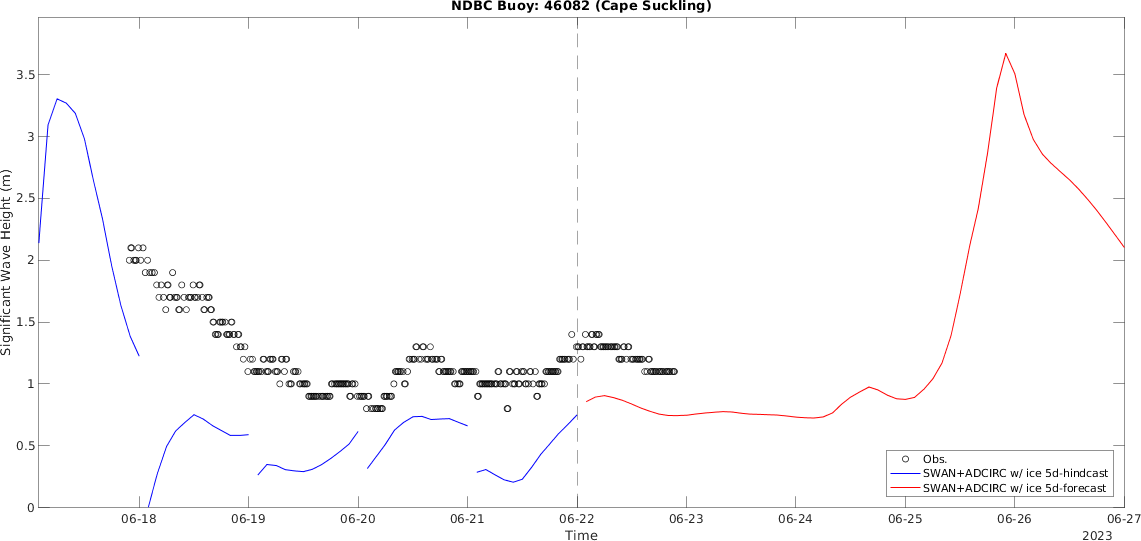 NDBC Buoy: 46082 (Cape Suckling)
Significant Wave Height (m)
3.5
3
2.5
2
1.5
1
0.5
0
Obs.
SWAN+ADCIRC w/ ice 5d-hindcast
SWAN+ADCIRC w/ ice 5d-forecast
06-18 06-19 06-20 06-21 06-22 06-23 06-24 06-25 06-26 06-27
Time
2023